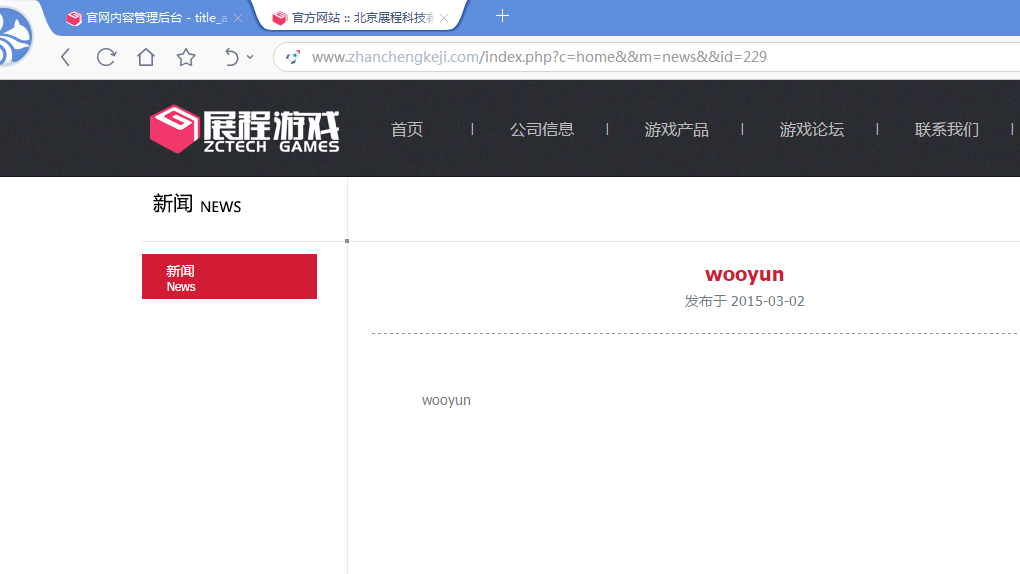 官网内容管理后台 - title_a
官方网站 :: 北京展程科技有
www.zhanchengkeji.com/index.php?c=home&&m=news&&id=229
展程游戏
ZCTECH GAMES
首页 | 公司信息 | 游戏产品 | 游戏论坛 | 联系我们 |
新闻 NEWS
新闻
News
wooyun
发布于 2015-03-02
wooyun